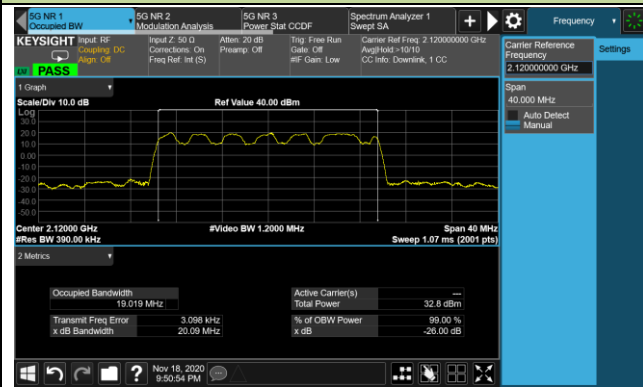 5G NR 1
Occupied BW
5G NR 2
Modulation Analysis
5G NR 3
Power Stat CCDF
Spectrum Analyzer 1
Swept SA
Frequency
KEYSIGHT
Input: RF
Coupling: DC
Align: Off
Input Z: 50 Ω
Corrections: On
Freq Ref: Int (S)
Atten: 20 dB
Preamp: Off
Trig: Free Run
Gate: Off
#IF Gain: Low
Carrier Ref Freq: 2.120000000 GHz
Avg|Hold:>10/10
CC Info: Downlink, 1 CC
PASS
Carrier Reference
Frequency
2.120000000 GHz
Settings
Span
40.000 MHz
Auto Detect
Manual
1 Graph
Scale/Div 10.0 dB
Ref Value 40.00 dBm
Log
30.0
20.0
10.0
0.00
-10.0
-20.0
-30.0
-40.0
-50.0
Center 2.12000 GHz
#Video BW 1.2000 MHz
Span 40 MHz
#Res BW 390.00 kHz
Sweep 1.07 ms (2001 pts)
2 Metrics
Occupied Bandwidth
19.019 MHz
Active Carrier(s)
---
Total Power
32.8 dBm
Transmit Freq Error
3.098 kHz
% of OBW Power
99.00 %
x dB Bandwidth
20.09 MHz
x dB
-26.00 dB
?
Nov 18, 2020
9:50:54 PM